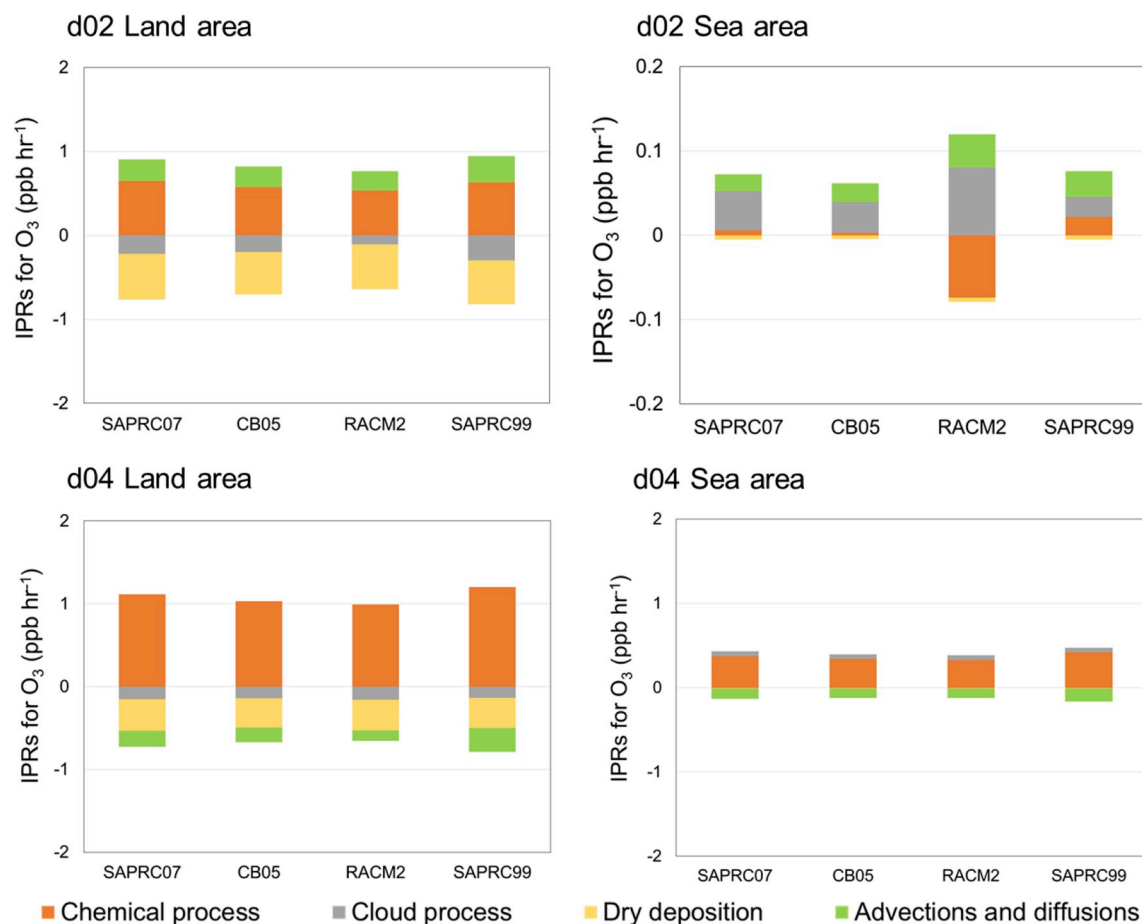 d02 Land area
IPRs for O₃ (ppb hr⁻¹)
2
1
0
-1
-2
SAPRC07 CB05 RACM2 SAPRC99
d02 Sea area
IPRs for O₃ (ppb hr⁻¹)
0.2
0.1
0
-0.1
-0.2
SAPRC07 CB05 RACM2 SAPRC99
d04 Land area
IPRs for O₃ (ppb hr⁻¹)
2
1
0
-1
-2
SAPRC07 CB05 RACM2 SAPRC99
d04 Sea area
IPRs for O₃ (ppb hr⁻¹)
2
1
0
-1
-2
SAPRC07 CB05 RACM2 SAPRC99
Chemical process Cloud process Dry deposition Advections and diffusions